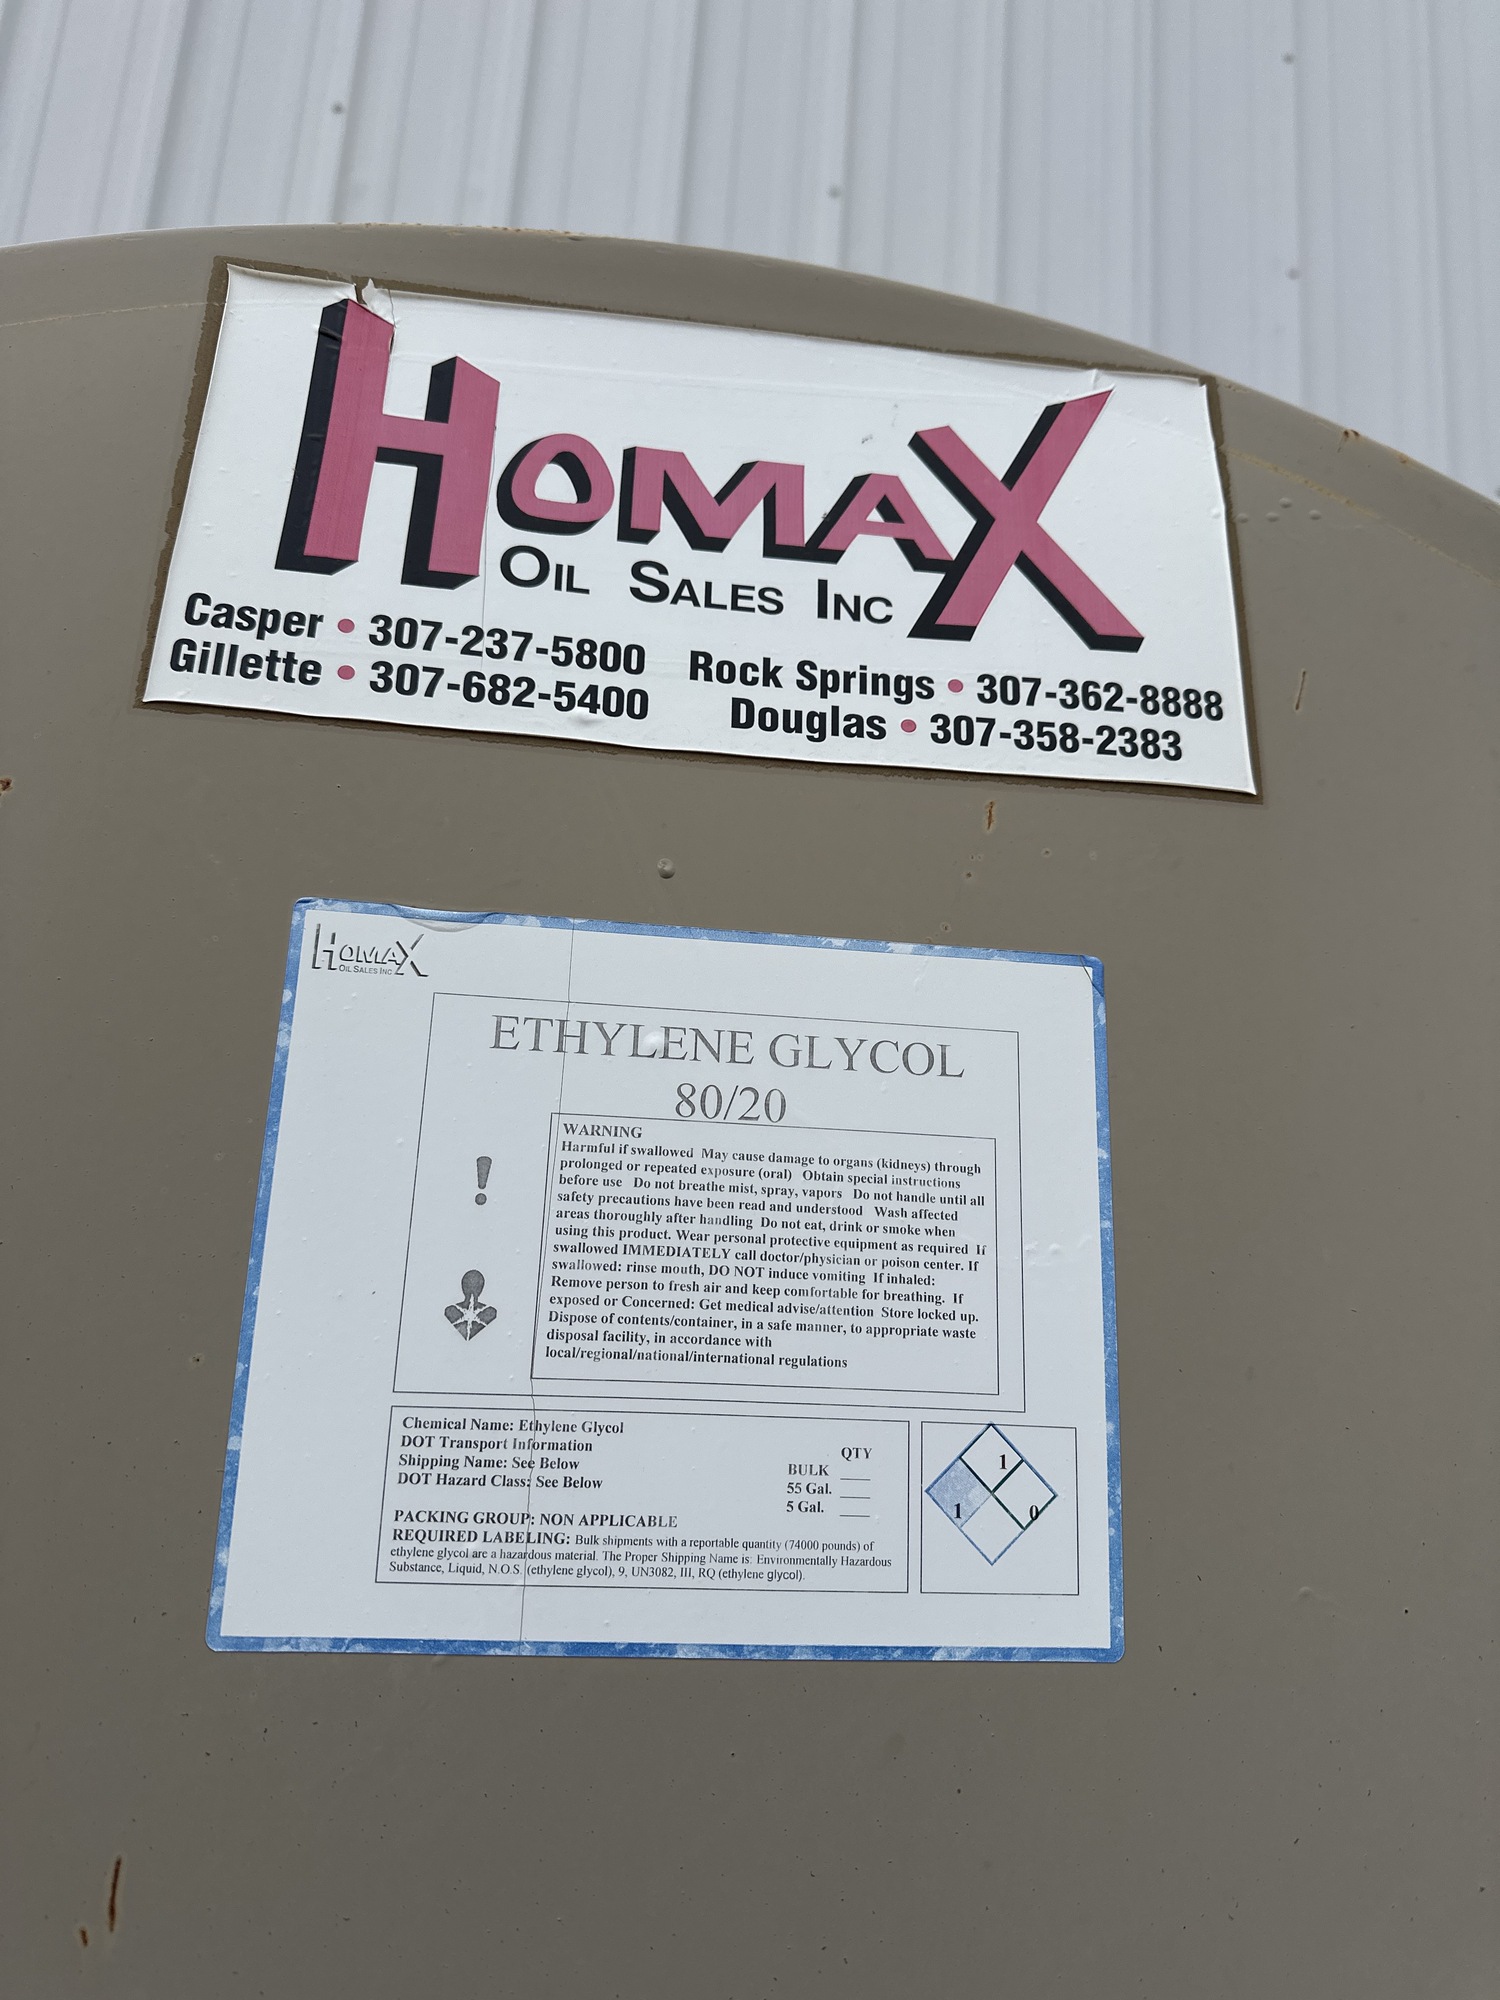 HOMAX
OIL SALES INC
Casper • 307-237-5800
Gillette • 307-682-5400
Rock Springs • 307-362-8888
Douglas • 307-358-2383
HOMAX
OIL SALES INC
ETHYLENE GLYCOL
80/20
WARNING
Harmful if swallowed May cause damage to organs (kidneys) through
prolonged or repeated exposure (oral) Obtain special instructions
before use Do not breathe mist, spray, vapors Do not handle until all
safety precautions have been read and understood Wash affected
areas thoroughly after handling Do not eat, drink or smoke when
using this product. Wear personal protective equipment as required If
swallowed IMMEDIATELY call doctor/physician or poison center. If
swallowed: rinse mouth, DO NOT induce vomiting If inhaled:
Remove person to fresh air and keep comfortable for breathing. If
exposed or Concerned: Get medical advise/attention Store locked up.
Dispose of contents/container, in a safe manner, to appropriate waste
disposal facility, in accordance with
local/regional/national/international regulations
Chemical Name: Ethylene Glycol
DOT Transport Information
Shipping Name: See Below
DOT Hazard Class: See Below
QTY
BULK ___
55 Gal. ___
5 Gal. ___
PACKING GROUP: NON APPLICABLE
REQUIRED LABELING: Bulk shipments with a reportable quantity (74000 pounds) of
ethylene glycol are a hazardous material. The Proper Shipping Name is: Environmentally Hazardous
Substance, Liquid, N.O.S. (ethylene glycol), 9, UN3082, III, RQ (ethylene glycol).
1
1
0